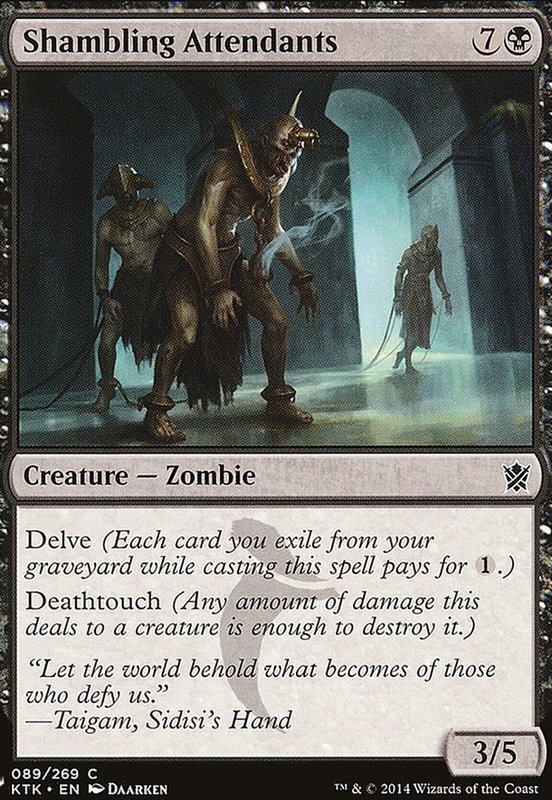 Shambling Attendants 7
Creature — Zombie
Delve (Each card you exile from your
graveyard while casting this spell pays for 1.)
Deathtouch (Any amount of damage this
deals to a creature is enough to destroy it.)
“Let the world behold what becomes of those
who defy us.”
—Taigam, Sidisi’s Hand
3/5
089/269 C
KTK • EN DAARKEN
™ & © 2014 Wizards of the Coast